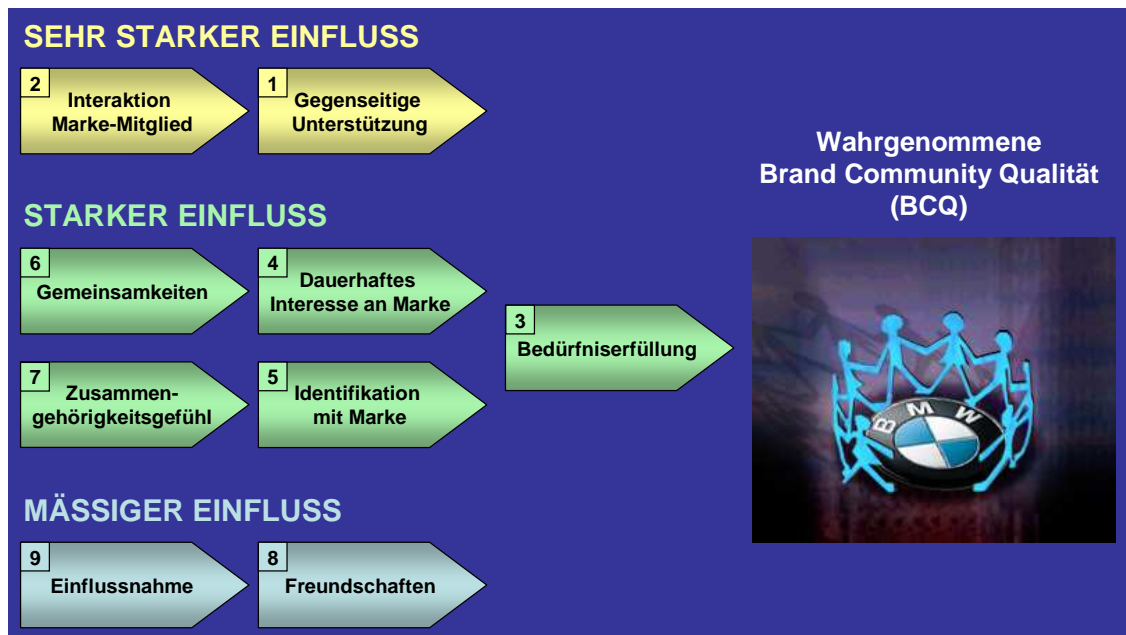 SEHR STARKER EINFLUSS
2
Interaktion
Marke-Mitglied
1
Gegenseitige
Unterstützung
STARKER EINFLUSS
6
Gemeinsamkeiten
4
Dauerhaftes
Interesse an Marke
3
Bedürfniserfüllung
7
Zusammen-
gehörigkeitsgefühl
5
Identifikation
mit Marke
MÄSSIGER EINFLUSS
9
Einflussnahme
8
Freundschaften
Wahrgenommene
Brand Community Qualität
(BCQ)
BMW